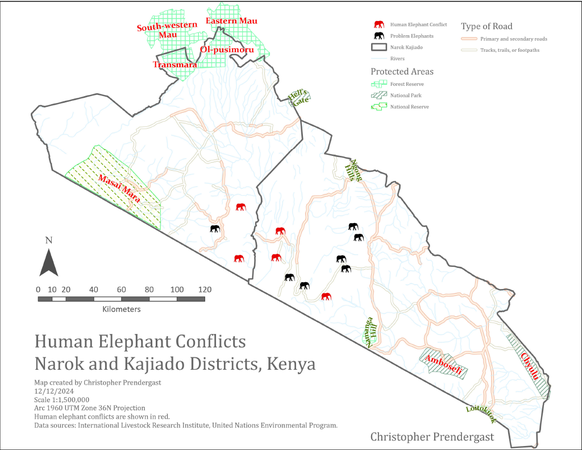 Eastern Mau
South-western
Mau
Ol-pusimoru
Transmara
Human Elephant Conflict
Problem Elephants
Narok Kajiado
Rivers
Type of Road
Primary and secondary roads
Tracks, trails, or footpaths
Protected Areas
Forest Reserve
National Park
National Reserve
Hell's
Gate
Ngong
Hills
Masai Mara
N
0 10 20 40 60 80 100 120
Kilometers
Namanga
Hill
Amboseli
Chyulu
Loitokitok
Human Elephant Conflicts
Narok and Kajiado Districts, Kenya
Map created by Christopher Prendergast
12/12/2024
Scale 1:1,500,000
Arc 1960 UTM Zone 36N Projection
Human elephant conflicts are shown in red.
Data sources: International Livestock Research Institute, United Nations Environmental Program.
Christopher Prendergast